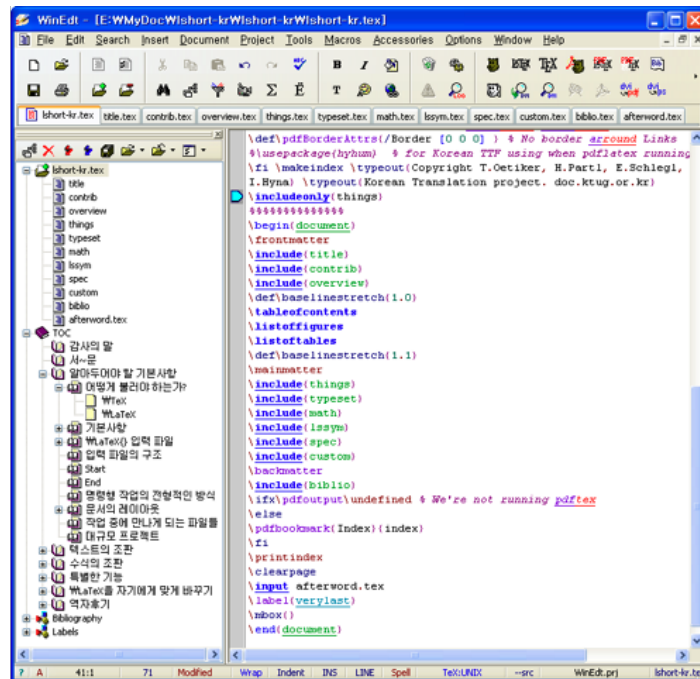 WinEdt - [E:₩MyDoc₩lshort-kr₩lshort-kr₩lshort-kr.tex]
File Edit Search Insert Document Project Tools Macros Accessories Options Window Help
lshort-kr.tex title.tex contrib.tex overview.tex things.tex typeset.tex math.tex lssym.tex spec.tex custom.tex biblio.tex afterword.tex
lshort-kr.tex
title
contrib
overview
things
typeset
math
lssym
spec
custom
biblio
afterword.tex
TOC
감사의 말
서~문
알아두어야 할 기본사항
어떻게 불러야 하는가?
₩TeX
₩LaTeX
기본사항
₩LaTeX{} 입력 파일
입력 파일의 구조
Start
End
명령행 작업의 전형적인 방식
문서의 레이아웃
작업 중에 만나게 되는 파일들
대규모 프로젝트
텍스트의 조판
수식의 조판
특별한 기능
₩LaTeX을 자기에게 맞게 바꾸기
역자후기
Bibliography
Labels
\def\pdfBorderAttrs{/Border [0 0 0] } % No border arround Links
%\usepackage{hyhum} % for Korean TTF using when pdflatex running
\fi \makeindex \typeout{Copyright T.Oetiker, H.Partl, E.Schlegl,
I.Hyna} \typeout{Korean Translation project. doc.ktug.or.kr}
\includeonly{things}
%%%%%%%%%%%%%%
\begin{document}
\frontmatter
\include{title}
\include{contrib}
\include{overview}
\def\baselinestretch{1.0}
\tableofcontents
\listoffigures
\listoftables
\def\baselinestretch{1.1}
\mainmatter
\include{things}
\include{typeset}
\include{math}
\include{lssym}
\include{spec}
\include{custom}
\backmatter
\include{biblio}
\ifx\pdfoutput\undefined % We're not running pdftex
\else
\pdfbookmark{Index}{index}
\fi
\printindex
\clearpage
\input afterword.tex
\label{verylast}
\mbox{}
\end{document}
? A 41:1 71 Modified Wrap Indent INS LINE Spell TeX:UNIX --src WinEdt.prj lshort-kr.te